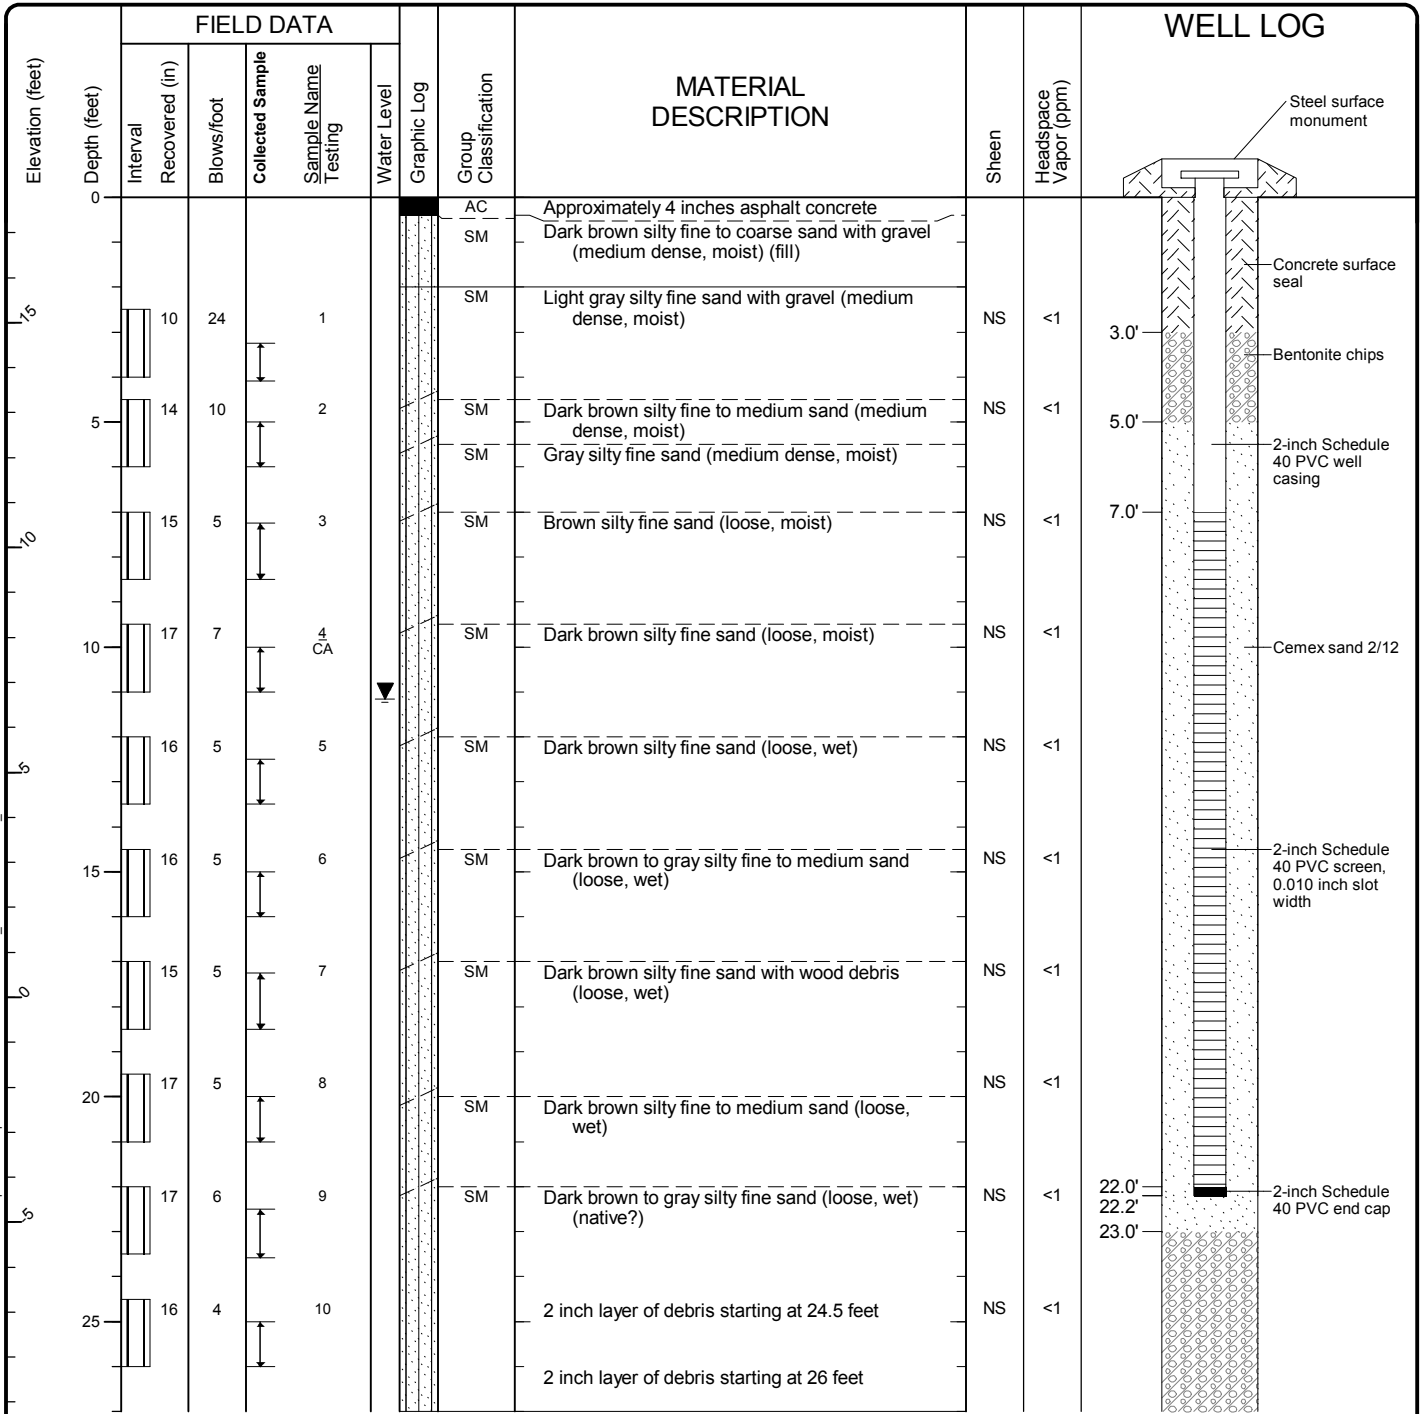 FIELD DATA
WELL LOG
Elevation (feet)
Depth (feet)
Interval
Recovered (in)
Blows/foot
Collected Sample
Sample Name
Testing
Water Level
Graphic Log
Group
Classification
MATERIAL
DESCRIPTION
Sheen
Headspace
Vapor (ppm)
Steel surface
monument
0
AC
Approximately 4 inches asphalt concrete
SM
Dark brown silty fine to coarse sand with gravel
(medium dense, moist) (fill)
Concrete surface
seal
SM
Light gray silty fine sand with gravel (medium
dense, moist)
15
10 24 1
NS <1
3.0'
Bentonite chips
14 10 2
SM
Dark brown silty fine to medium sand (medium
dense, moist)
NS <1
5
5.0'
2-inch Schedule
40 PVC well
casing
SM
Gray silty fine sand (medium dense, moist)
7.0'
15 5 3
SM
Brown silty fine sand (loose, moist)
NS <1
10
17 7 4
CA
SM
Dark brown silty fine sand (loose, moist)
NS <1
10
Cemex sand 2/12
16 5 5
SM
Dark brown silty fine sand (loose, wet)
NS <1
5
16 5 6
SM
Dark brown to gray silty fine to medium sand
(loose, wet)
NS <1
15
2-inch Schedule
40 PVC screen,
0.010 inch slot
width
15 5 7
SM
Dark brown silty fine sand with wood debris
(loose, wet)
NS <1
0
17 5 8
NS <1
20
SM
Dark brown silty fine to medium sand (loose,
wet)
17 6 9
SM
Dark brown to gray silty fine sand (loose, wet)
(native?)
NS <1
22.0'
22.2'
23.0'
2-inch Schedule
40 PVC end cap
-5
16 4 10
2 inch layer of debris starting at 24.5 feet
NS <1
25
2 inch layer of debris starting at 26 feet